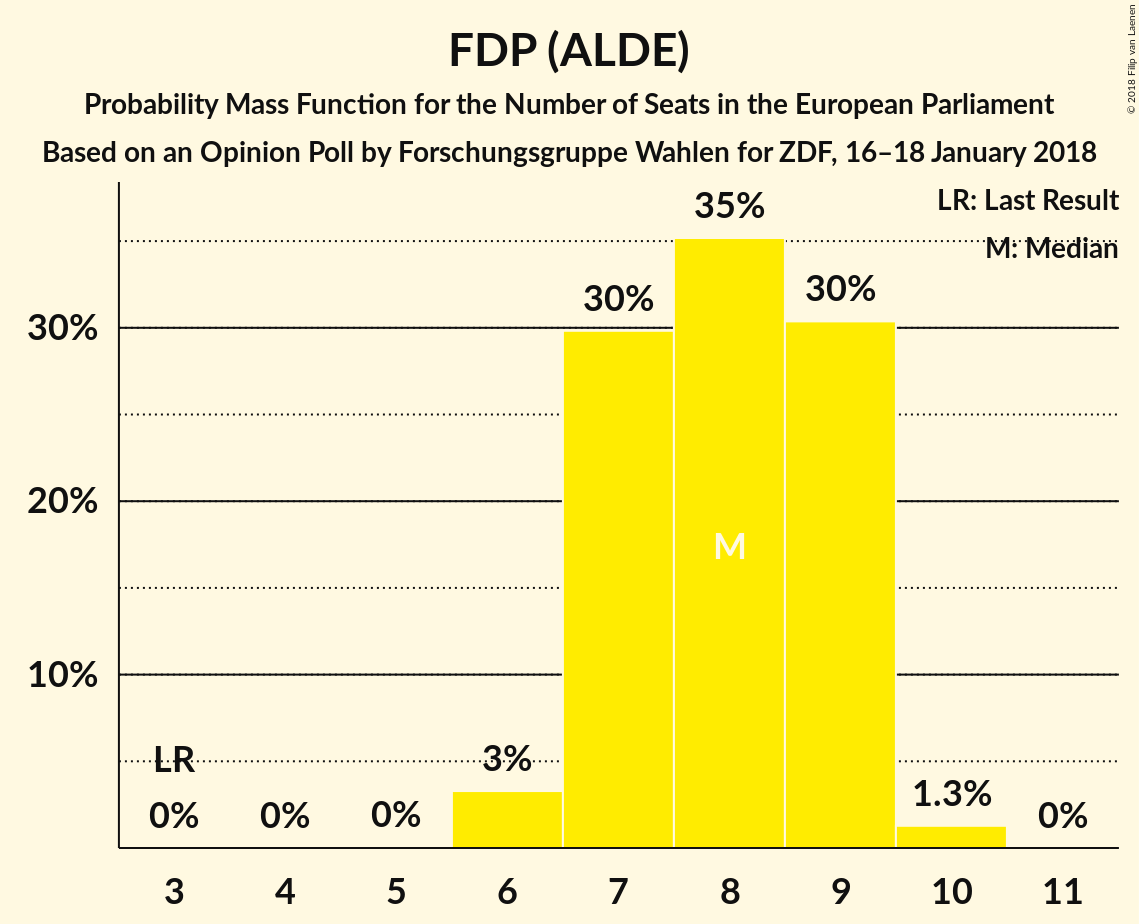 FDP (ALDE)
Probability Mass Function for the Number of Seats in the European Parliament
Based on an Opinion Poll by Forschungsgruppe Wahlen for ZDF, 16–18 January 2018
© 2018 Filip van Laenen
LR: Last Result
M: Median
35%
30%
30%
30%
20%
M
10%
LR
3%
1.3%
0%
0%
0%
0%
3
4
5
6
7
8
9
10
11